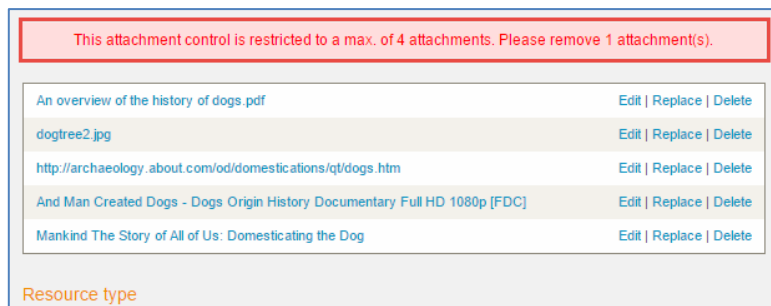 This attachment control is restricted to a max. of 4 attachments. Please remove 1 attachment(s).
An overview of the history of dogs.pdf Edit | Replace | Delete
dogtree2.jpg Edit | Replace | Delete
http://archaeology.about.com/od/domestications/qt/dogs.htm Edit | Replace | Delete
And Man Created Dogs - Dogs Origin History Documentary Full HD 1080p [FDC] Edit | Replace | Delete
Mankind The Story of All of Us: Domesticating the Dog Edit | Replace | Delete
Resource type